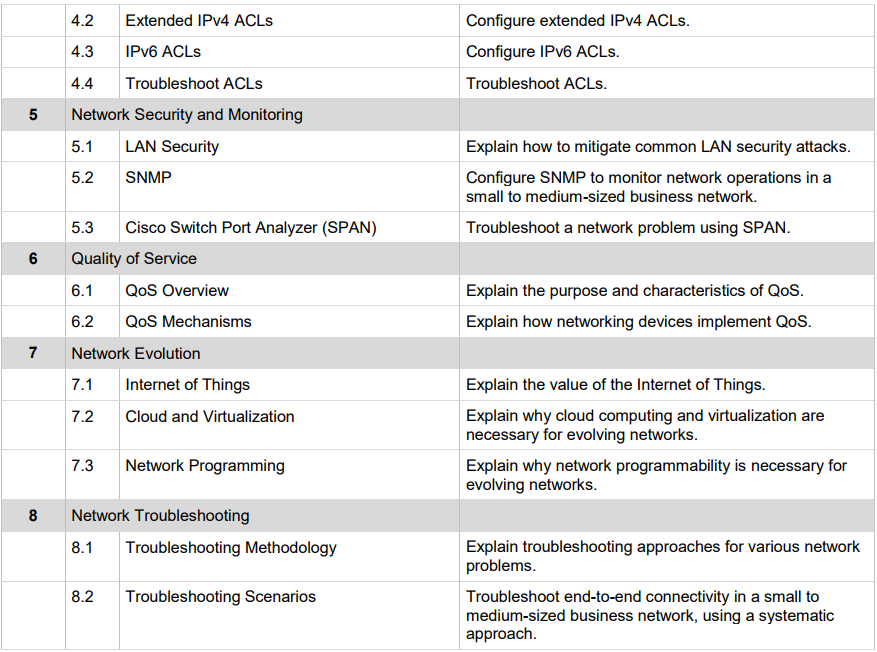 4.2 Extended IPv4 ACLs Configure extended IPv4 ACLs.
4.3 IPv6 ACLs Configure IPv6 ACLs.
4.4 Troubleshoot ACLs Troubleshoot ACLs.
5 Network Security and Monitoring
5.1 LAN Security Explain how to mitigate common LAN security attacks.
5.2 SNMP Configure SNMP to monitor network operations in a
small to medium-sized business network.
5.3 Cisco Switch Port Analyzer (SPAN) Troubleshoot a network problem using SPAN.
6 Quality of Service
6.1 QoS Overview Explain the purpose and characteristics of QoS.
6.2 QoS Mechanisms Explain how networking devices implement QoS.
7 Network Evolution
7.1 Internet of Things Explain the value of the Internet of Things.
7.2 Cloud and Virtualization Explain why cloud computing and virtualization are
necessary for evolving networks.
7.3 Network Programming Explain why network programmability is necessary for
evolving networks.
8 Network Troubleshooting
8.1 Troubleshooting Methodology Explain troubleshooting approaches for various network
problems.
8.2 Troubleshooting Scenarios Troubleshoot end-to-end connectivity in a small to
medium-sized business network, using a systematic
approach.